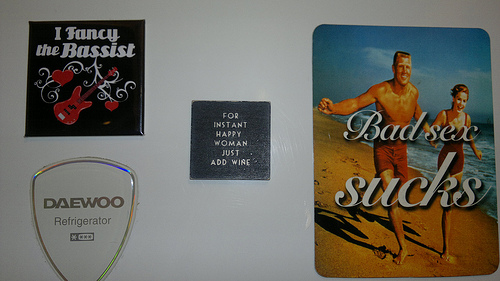 I Fancy
the Bassist
FOR
INSTANT
HAPPY
WOMAN
JUST
ADD WINE
Bad sex
sucks
DAEWOO
Refrigerator